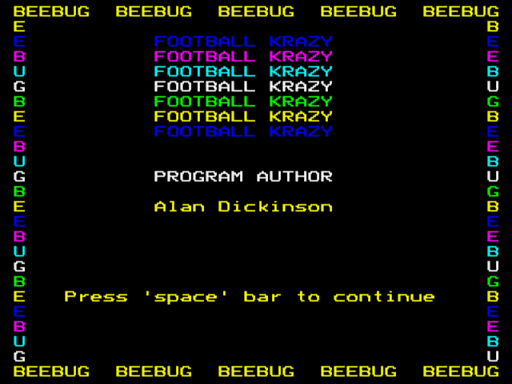 BEEBUG BEEBUG BEEBUG BEEBUG BEEBUG
E B
E FOOTBALL KRAZY E
B FOOTBALL KRAZY E
U FOOTBALL KRAZY B
G FOOTBALL KRAZY U
B FOOTBALL KRAZY G
E FOOTBALL KRAZY B
E FOOTBALL KRAZY E
B E
U B
G PROGRAM AUTHOR U
B G
E Alan Dickinson B
E E
B E
U B
G U
B G
E Press 'space' bar to continue B
E E
B E
U B
G U
BEEBUG BEEBUG BEEBUG BEEBUG BEEBUG